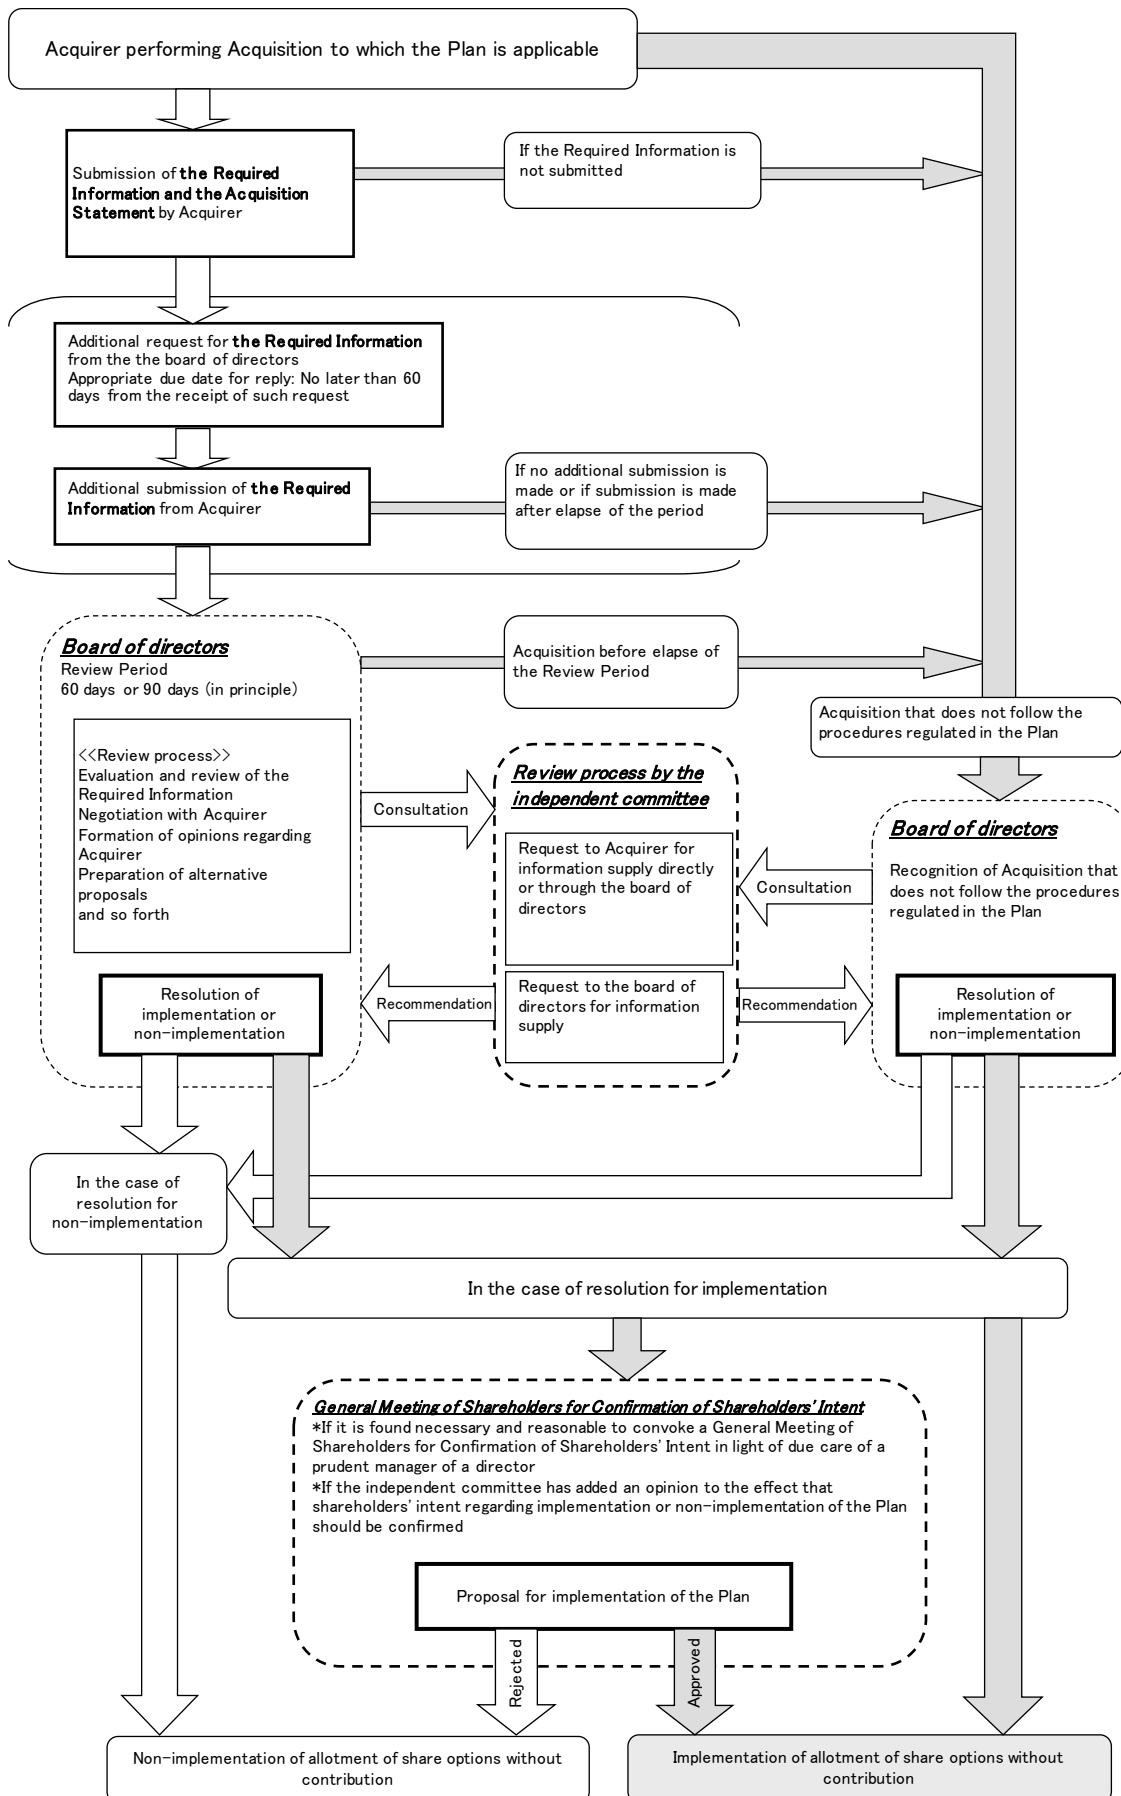 Acquirer performing Acquisition to which the Plan is applicable
Submission of the Required
Information and the Acquisition
Statement by Acquirer
If the Required Information is
not submitted
Additional request for the Required Information
from the the board of directors
Appropriate due date for reply: No later than 60
days from the receipt of such request
Additional submission of the Required
Information from Acquirer
If no additional submission is
made or if submission is made
after elapse of the period
Board of directors
Review Period
60 days or 90 days (in principle)
Acquisition before elapse of
the Review Period
Acquisition that does not follow the
procedures regulated in the Plan
<<Review process>>
Evaluation and review of the
Required Information
Negotiation with Acquirer
Formation of opinions regarding
Acquirer
Preparation of alternative
proposals
and so forth
Consultation
Review process by the
independent committee
Request to Acquirer for
information supply directly
or through the board of
directors
Request to the board of
directors for information
supply
Consultation
Board of directors
Recognition of Acquisition that
does not follow the procedures
regulated in the Plan
Resolution of
implementation or
non-implementation
Recommendation
Recommendation
Resolution of
implementation or
non-implementation
In the case of
resolution for
non-implementation
In the case of resolution for implementation
General Meeting of Shareholders for Confirmation of Shareholders' Intent
*If it is found necessary and reasonable to convoke a General Meeting of
Shareholders for Confirmation of Shareholders' Intent in light of due care of a
prudent manager of a director
*If the independent committee has added an opinion to the effect that
shareholders' intent regarding implementation or non-implementation of the Plan
should be confirmed
Proposal for implementation of the Plan
Rejected
Approved
Non-implementation of allotment of share options without
contribution
Implementation of allotment of share options without
contribution